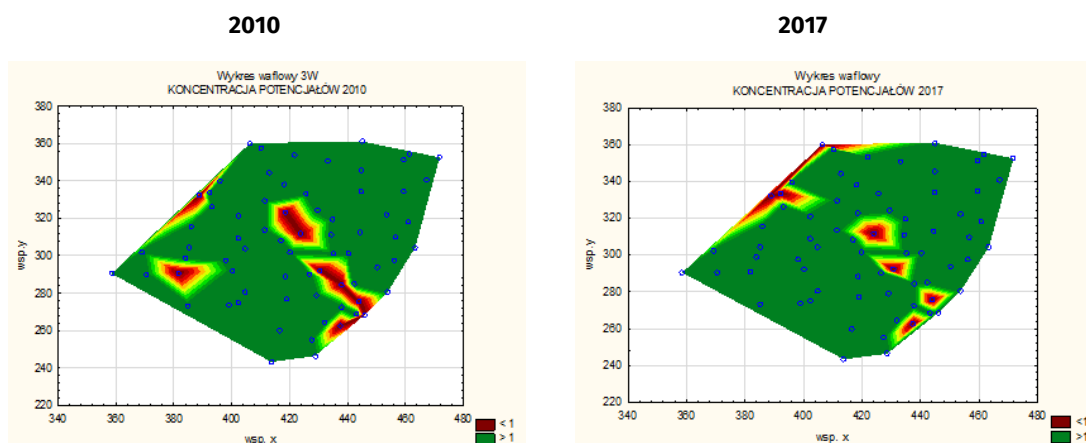 2010
2017
Wykres waflowy 3W
KONCENTRACJA POTENCJAŁÓW 2010
380
360
340
320
300
280
260
240
220
wsp.y
340 360 380 400 420 440 460 480
wsp. x
< 1
> 1
Wykres waflowy
KONCENTRACJA POTENCJAŁÓW 2017
380
360
340
320
300
280
260
240
220
wsp.y
340 360 380 400 420 440 460 480
wsp. x
< 1
> 1